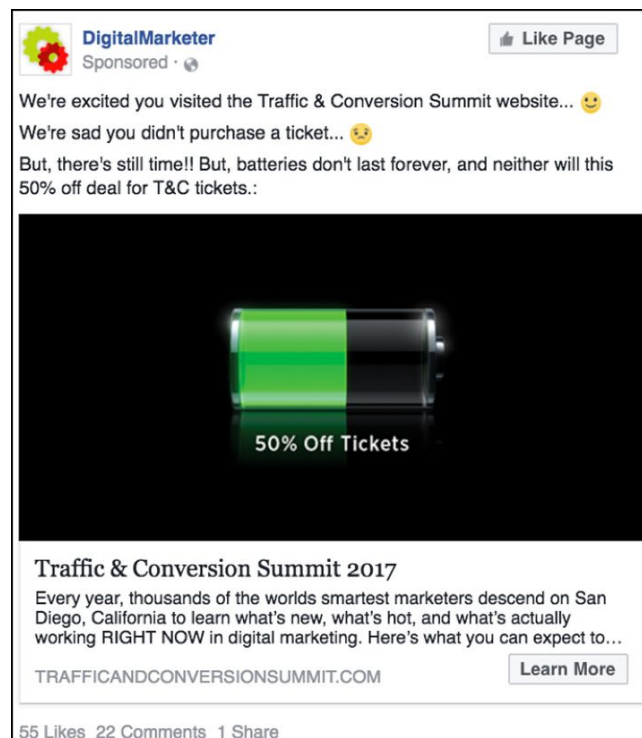 DigitalMarketer
Like Page
Sponsored ·
We're excited you visited the Traffic & Conversion Summit website... 🙂
We're sad you didn't purchase a ticket... 😟
But, there's still time!! But, batteries don't last forever, and neither will this
50% off deal for T&C tickets.:
50% Off Tickets
Traffic & Conversion Summit 2017
Every year, thousands of the worlds smartest marketers descend on San
Diego, California to learn what's new, what's hot, and what's actually
working RIGHT NOW in digital marketing. Here's what you can expect to…
TRAFFICANDCONVERSIONSUMMIT.COM
Learn More
55 Likes 22 Comments 1 Share